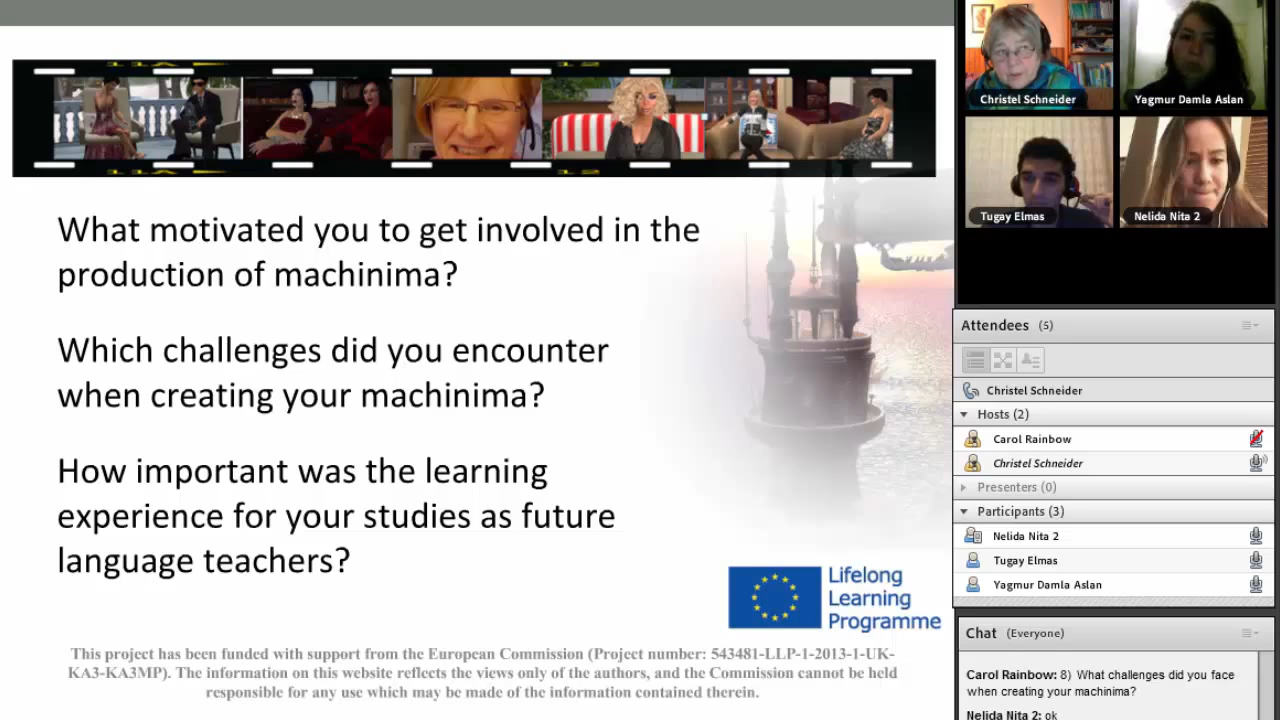 What motivated you to get involved in the
production of machinima?
Which challenges did you encounter
when creating your machinima?
How important was the learning
experience for your studies as future
language teachers?
Lifelong
Learning
Programme
This project has been funded with support from the European Commission (Project number: 543481-LLP-1-2013-1-UK-
KA3-KA3MP). The information on this website reflects the views only of the authors, and the Commission cannot be held
responsible for any use which may be made of the information contained therein.
Christel Schneider
Yagmur Damla Aslan
Tugay Elmas
Nelida Nita 2
Attendees (5)
Christel Schneider
Hosts (2)
Carol Rainbow
Christel Schneider
Presenters (0)
Participants (3)
Nelida Nita 2
Tugay Elmas
Yagmur Damla Aslan
Chat (Everyone)
Carol Rainbow: 8) What challenges did you face
when creating your machinima?
Nelida Nita 2: ok